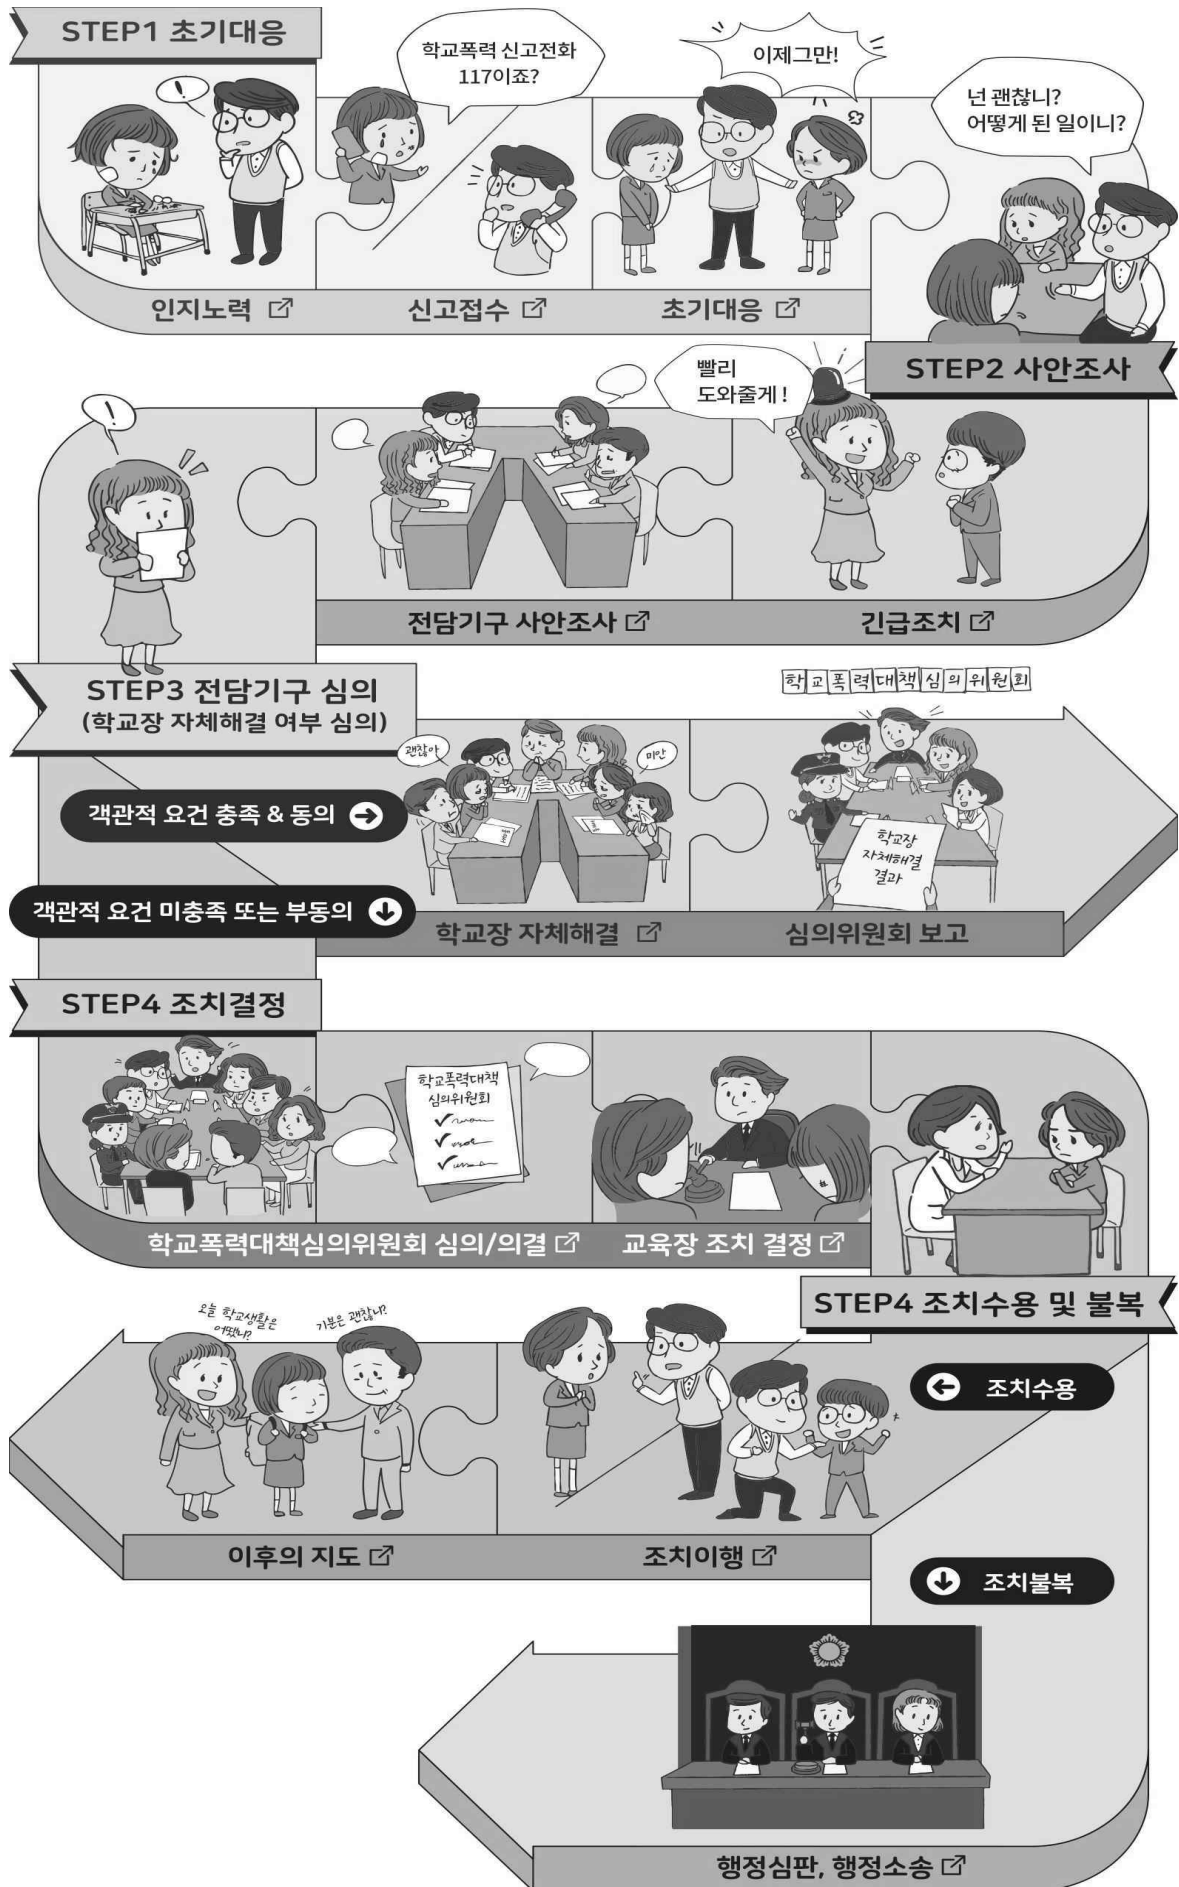 STEP1 초기대응
학교폭력 신고전화
117이죠?
이제그만!
넌 괜찮니?
어떻게 된 일이니?
!
인지노력
신고접수
초기대응
STEP2 사안조사
빨리
도와줄게 !
!
전담기구 사안조사
긴급조치
STEP3 전담기구 심의
(학교장 자체해결 여부 심의)
학교폭력대책심의위원회
괜찮아
미안
객관적 요건 충족 & 동의
학교장
자체해결
결과
객관적 요건 미충족 또는 부동의
학교장 자체해결
심의위원회 보고
STEP4 조치결정
학교폭력대책
심의위원회
학교폭력대책심의위원회 심의/의결
교육장 조치 결정
STEP4 조치수용 및 불복
오늘 학교생활은
어땠니?
기분은 괜찮니?
조치수용
이후의 지도
조치이행
조치불복
행정심판, 행정소송